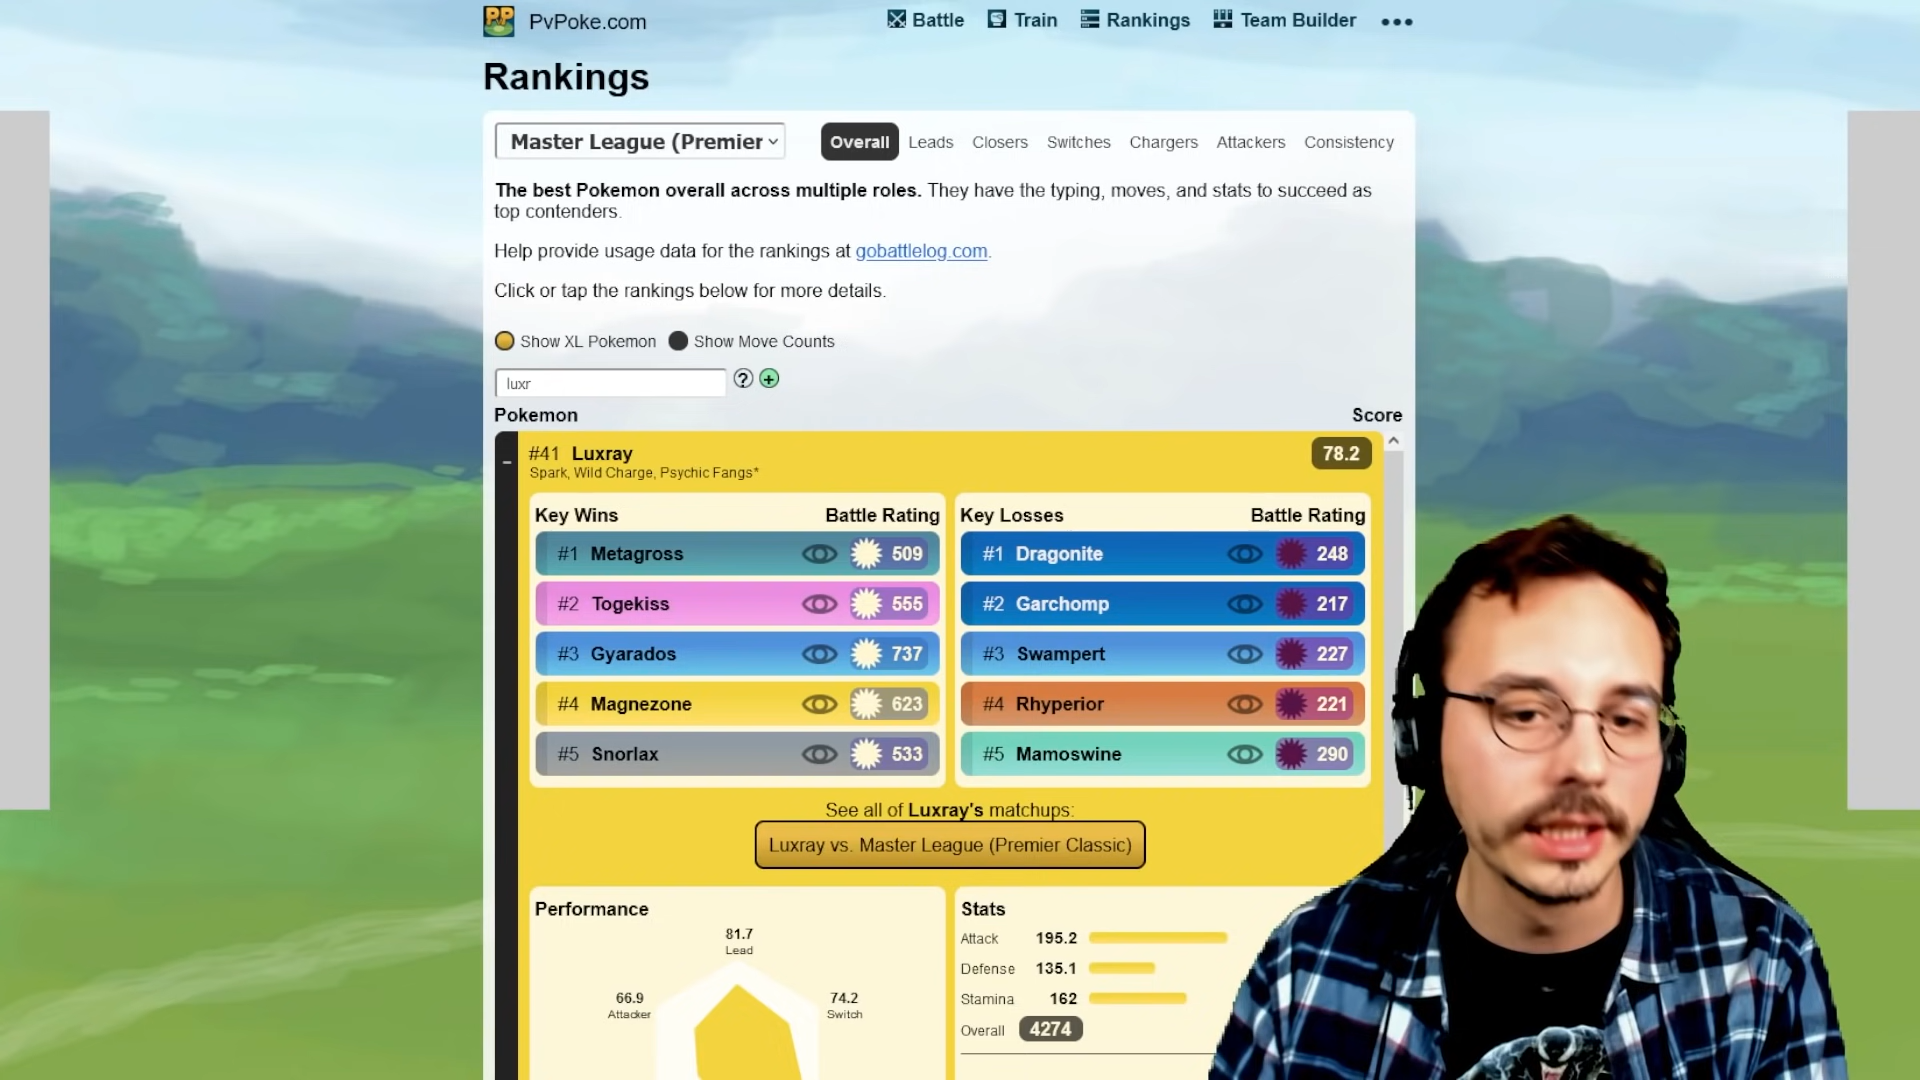 PvPoke.com
Battle
Train
Rankings
Team Builder
Rankings
Master League (Premier
Overall
Leads
Closers
Switches
Chargers
Attackers
Consistency
The best Pokemon overall across multiple roles. They have the typing, moves, and stats to succeed as
top contenders.
Help provide usage data for the rankings at gobattlelog.com.
Click or tap the rankings below for more details.
Show XL Pokemon
Show Move Counts
luxr
?
+
Pokemon
Score
#41 Luxray
78.2
Spark, Wild Charge, Psychic Fangs*
Key Wins
Battle Rating
#1 Metagross 509
#2 Togekiss 555
#3 Gyarados 737
#4 Magnezone 623
#5 Snorlax 533
Key Losses
Battle Rating
#1 Dragonite 248
#2 Garchomp 217
#3 Swampert 227
#4 Rhyperior 221
#5 Mamoswine 290
See all of Luxray's matchups:
Luxray vs. Master League (Premier Classic)
Performance
81.7
Lead
66.9
Attacker
74.2
Switch
Stats
Attack 195.2
Defense 135.1
Stamina 162
Overall 4274